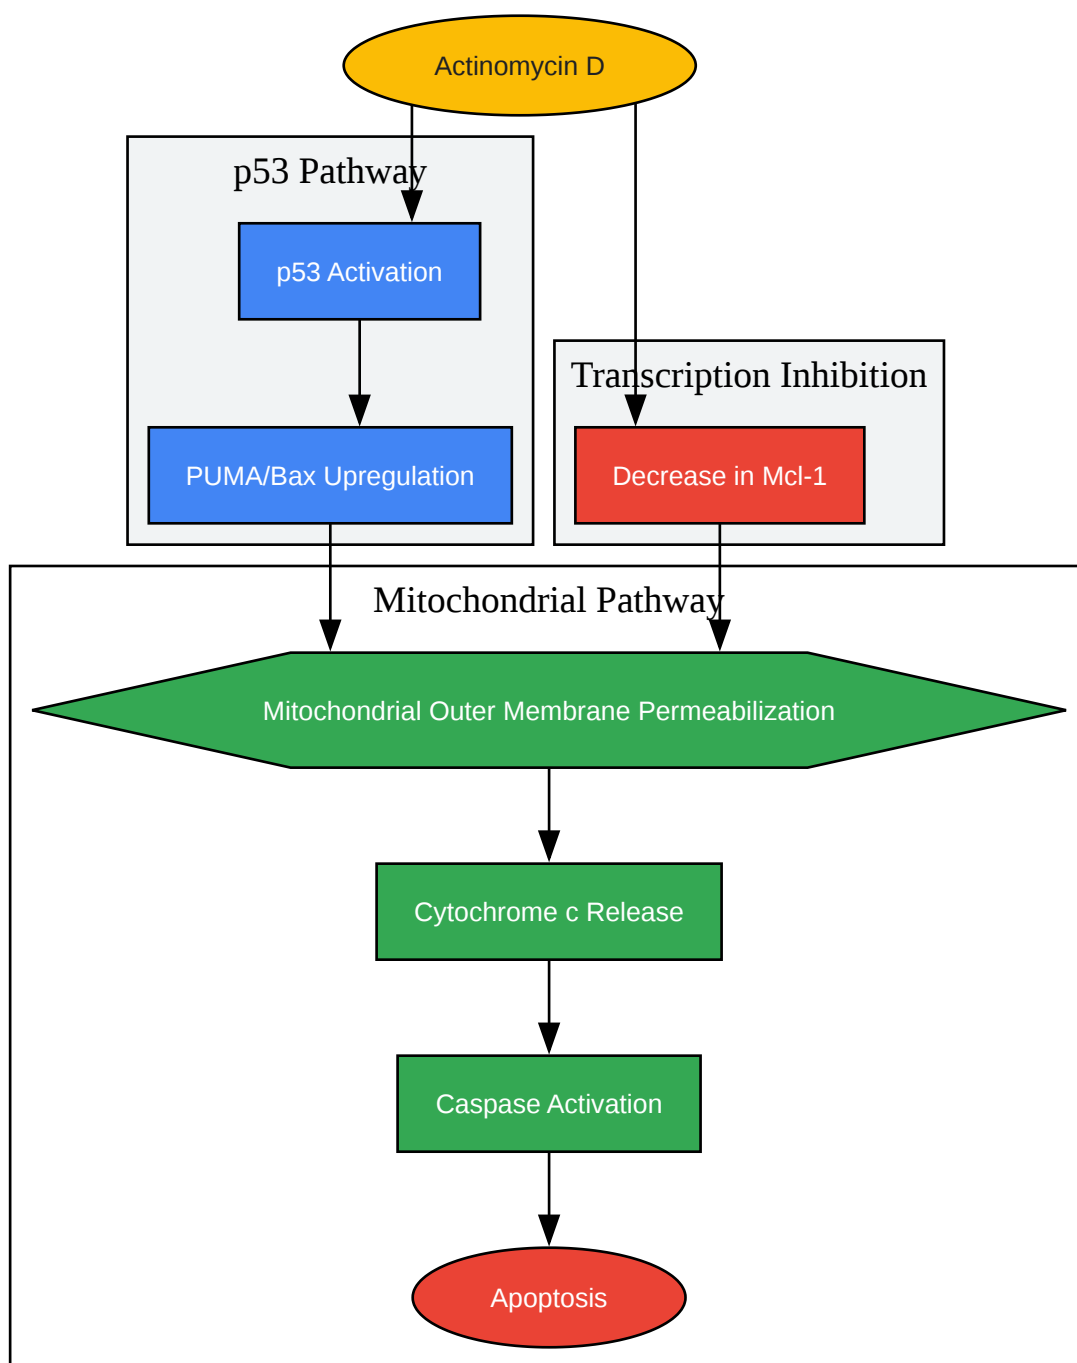 Actinomycin D
p53 Pathway
p53 Activation
Transcription Inhibition
PUMA/Bax Upregulation
Decrease in Mcl-1
Mitochondrial Pathway
Mitochondrial Outer Membrane Permeabilization
Cytochrome c Release
Caspase Activation
Apoptosis